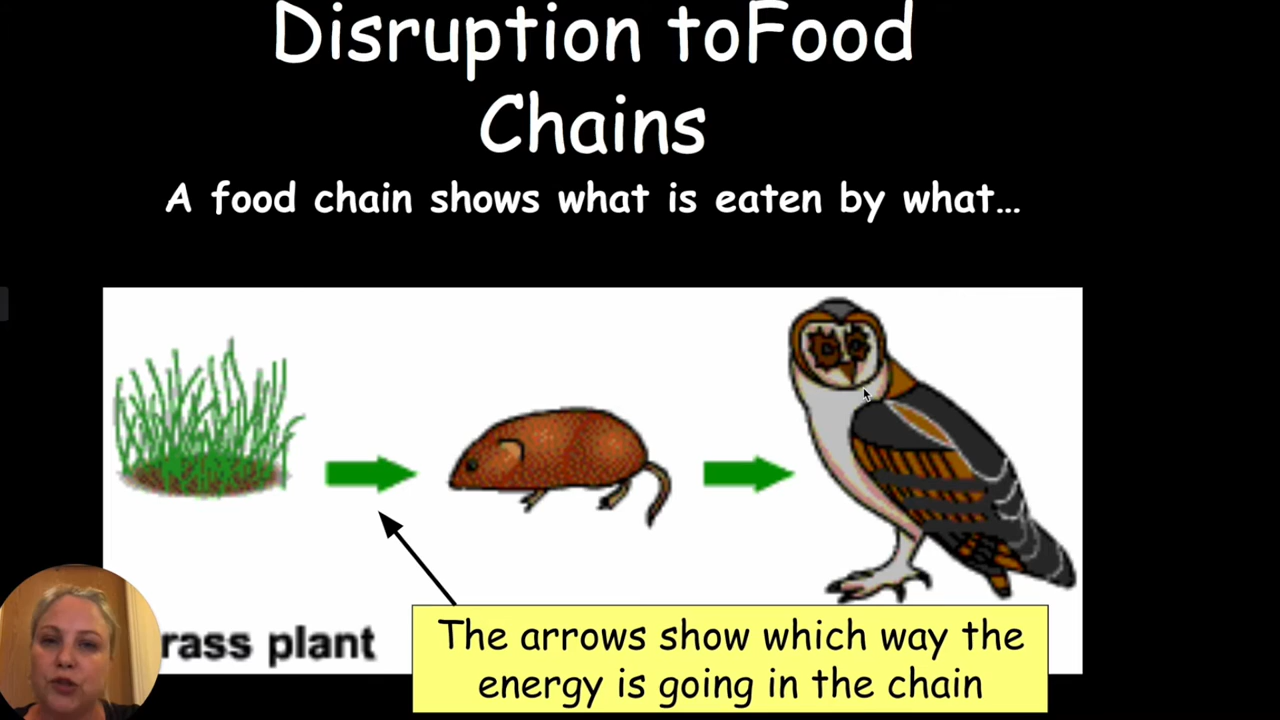 Disruption toFood
Chains
A food chain shows what is eaten by what...
rass plant
The arrows show which way the
energy is going in the chain